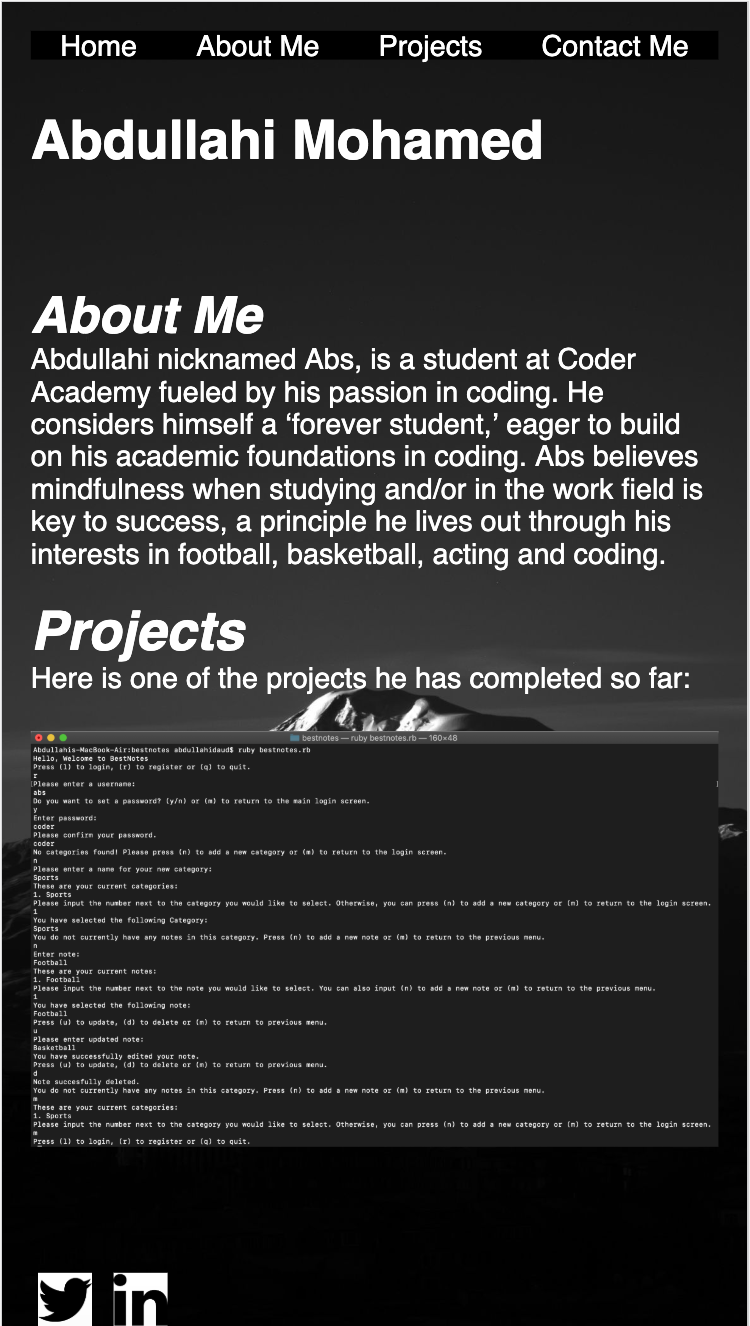 Home About Me Projects Contact Me
Abdullahi Mohamed
About Me
Abdullahi nicknamed Abs, is a student at Coder
Academy fueled by his passion in coding. He
considers himself a ‘forever student,’ eager to build
on his academic foundations in coding. Abs believes
mindfulness when studying and/or in the work field is
key to success, a principle he lives out through his
interests in football, basketball, acting and coding.
Projects
Here is one of the projects he has completed so far:
bestnotes — ruby bestnotes.rb — 160×48
Abdullahis-MacBook-Air:bestnotes abdullahidaud$ ruby bestnotes.rb
Hello, Welcome to BestNotes
Press (l) to login, (r) to register or (q) to quit.
r
Please enter a username:
abs
Do you want to set a password? (y/n) or (m) to return to the main login screen.
y
Enter password:
coder
Please confirm your password.
coder
No categories found! Please press (n) to add a new category or (m) to return to the login screen.
n
Please enter a name for your new category:
Sports
These are your current categories:
1. Sports
Please input the number next to the category you would like to select. Otherwise, you can press (n) to add a new category or (m) to return to the login screen.
1
You have selected the following Category:
Sports
You do not currently have any notes in this category. Press (n) to add a new note or (m) to return to the previous menu.
n
Enter note:
Football
These are your current notes:
1. Football
Please input the number next to the note you would like to select. You can also input (n) to add a new note or (m) to return to the previous menu.
1
You have selected the following note:
Football
Press (u) to update, (d) to delete or (m) to return to previous menu.
u
Please enter updated note:
Basketball
You have successfully edited your note.
Press (u) to update, (d) to delete or (m) to return to previous menu.
d
Note succesfully deleted.
You do not currently have any notes in this category. Press (n) to add a new note or (m) to return to the previous menu.
m
These are your current categories:
1. Sports
Please input the number next to the category you would like to select. Otherwise, you can press (n) to add a new category or (m) to return to the login screen.
m
Press (l) to login, (r) to register or (q) to quit.
in